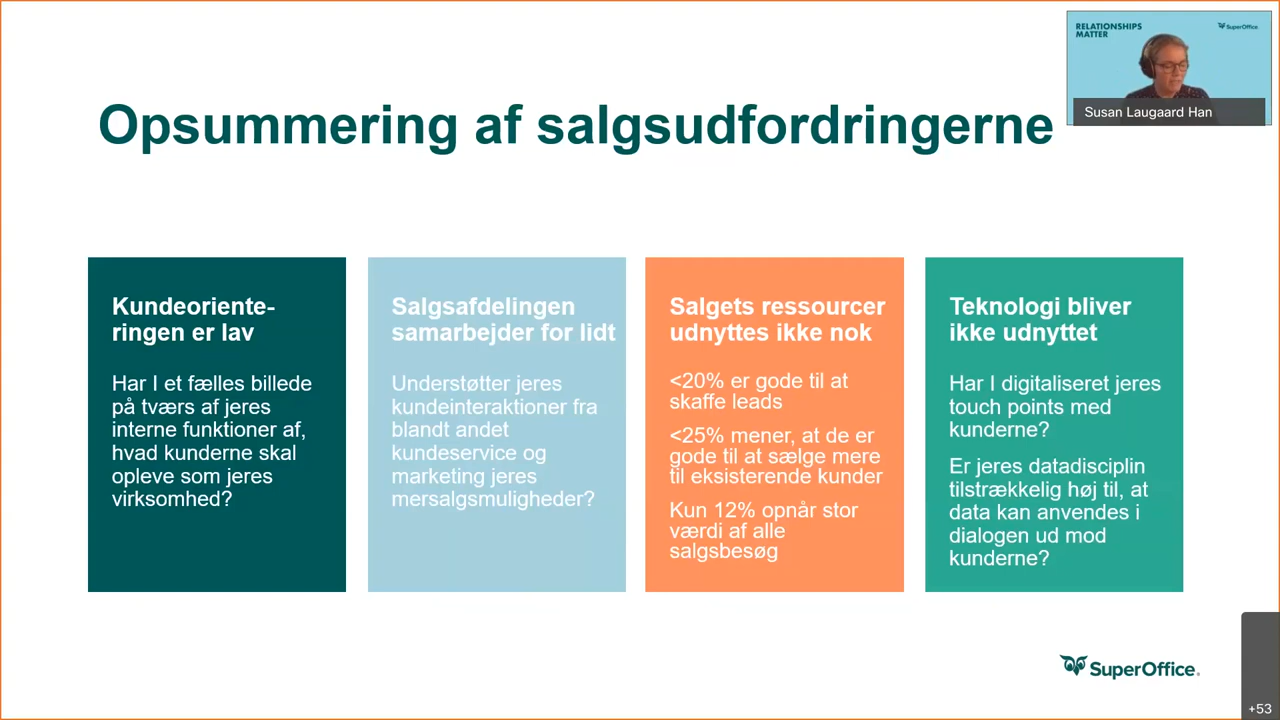 RELATIONSHIPS
MATTER
SuperOffice
Susan Laugaard Han
Opsummering af salgsudfordringerne
Kundeoriente-
ringen er lav
Har I et fælles billede
på tværs af jeres
interne funktioner af,
hvad kunderne skal
opleve som jeres
virksomhed?
Salgsafdelingen
samarbejder for lidt
Understøtter jeres
kundeinteraktioner fra
blandt andet
kundeservice og
marketing jeres
mersalgsmuligheder?
Salgets ressourcer
udnyttes ikke nok
<20% er gode til at
skaffe leads
<25% mener, at de er
gode til at sælge mere
til eksisterende kunder
Kun 12% opnår stor
værdi af alle
salgsbesøg
Teknologi bliver
ikke udnyttet
Har I digitaliseret jeres
touch points med
kunderne?
Er jeres datadisciplin
tilstrækkelig høj til, at
data kan anvendes i
dialogen ud mod
kunderne?
SuperOffice.
+53